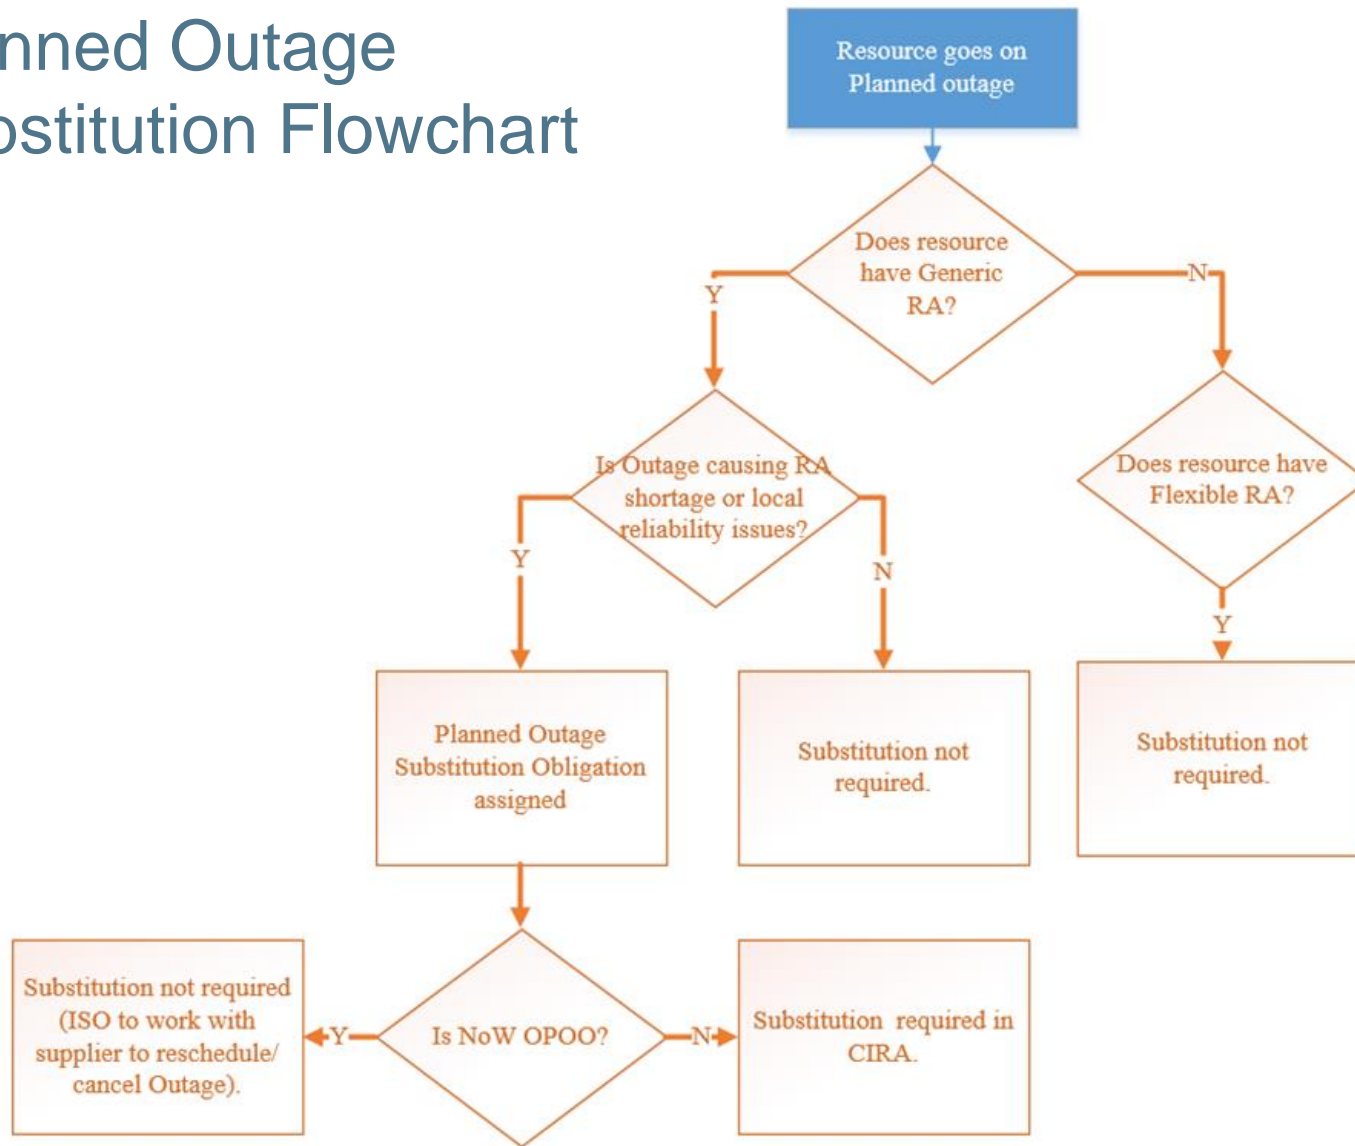 nned Outage
ostitution Flowchart
Resource goes on
Planned outage
Does resource
have Generic
RA?
Y
N
Is Outage causing RA
shortage or local
reliability issues?
Does resource have
Flexible RA?
Y
N
Y
Planned Outage
Substitution Obligation
assigned
Substitution not
required.
Substitution not
required.
Substitution not required
(ISO to work with
supplier to reschedule/
cancel Outage).
Y
Is NoW OPOO?
N
Substitution required in
CIRA.